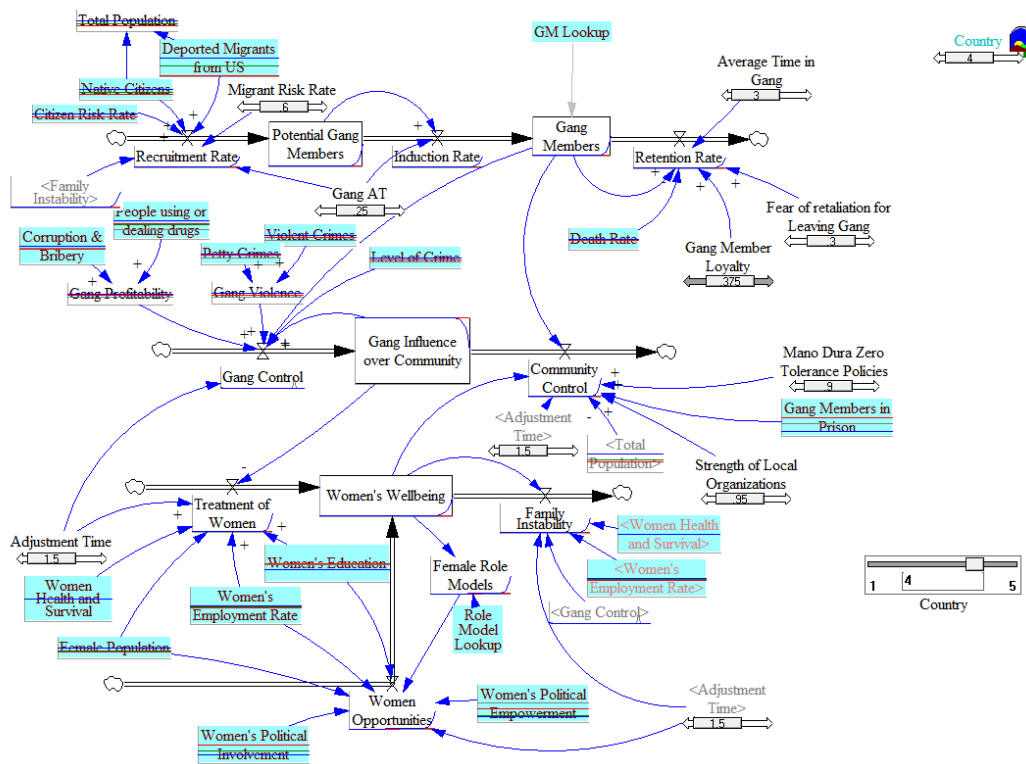 Total Population
Deported Migrants
from US
GM Lookup
Country
4
Native Citizens
Citizen Risk Rate
Migrant Risk Rate
.6
Average Time in
Gang
3
Potential Gang
Members
Gang
Members
Recruitment Rate
Induction Rate
Retention Rate
<Family
Instability>
Gang AT
.25
People using or
dealing drugs
Corruption &
Bribery
Violent Crimes
Petty Crimes
Level of Crime
Death Rate
Fear of retaliation for
Leaving Gang
.3
Gang Member
Loyalty
.375
Gang Profitability
Gang Violence
Gang Influence
over Community
Gang Control
Community
Control
Mano Dura Zero
Tolerance Policies
.9
Gang Members in
Prison
<Adjustment
Time>
1.5
<Total
Population>
Strength of Local
Organizations
.95
Women's Wellbeing
Treatment of
Women
Family
Instability
<Women Health
and Survival>
Adjustment Time
1.5
Women's Education
Female Role
Models
<Women's
Employment Rate>
Women
Health and
Survival
Women's
Employment Rate
Role
Model
Lookup
<Gang Control>
1
4
5
Country
Female Population
Women
Opportunities
Women's Political
Empowerment
<Adjustment
Time>
1.5
Women's Political
Involvement